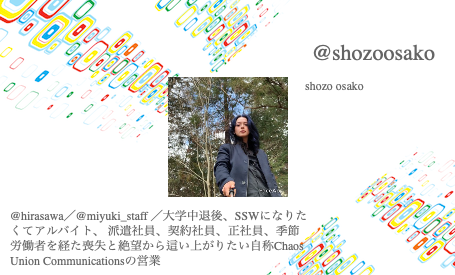 @shozoosako
shozo osako
@hirasawa／@miyuki_staff ／大学中退後、SSWになりた
くてアルバイト、 派遣社員、契約社員、正社員、季節
労働者を経た喪失と絶望から這い上がりたい自称Chaos
Union Communicationsの営業